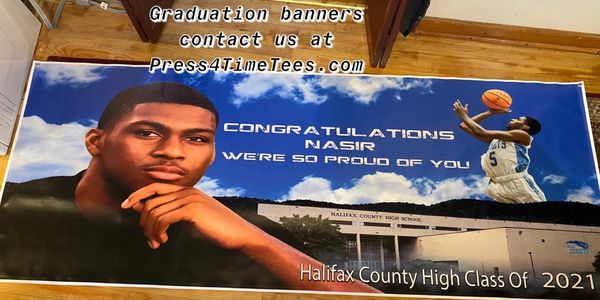 Graduation banners
contact us at
Press4TimeTees.com
CONGRATULATIONS
NASIR
WE'RE SO PROUD OF YOU
5
HALIFAX COUNTY HIGH SCHOOL
Halifax County High Class Of 2021